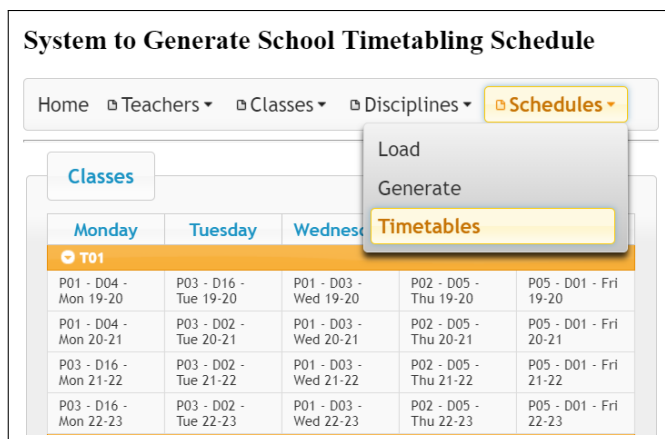 System to Generate School Timetabling Schedule
Home Teachers Classes Disciplines Schedules
Load
Generate
Timetables
Classes
Monday Tuesday
T01
P01 - D04 - P03 - D16 - P01 - D03 - P02 - D05 - P05 - D01 - Fri
Mon 19-20 Tue 19-20 Wed 19-20 Thu 19-20 19-20
P01 - D04 - P03 - D02 - P01 - D03 - P02 - D05 - P05 - D01 - Fri
Mon 20-21 Tue 20-21 Wed 20-21 Thu 20-21 20-21
P03 - D16 - P03 - D02 - P01 - D03 - P02 - D05 - P05 - D01 - Fri
Mon 21-22 Tue 21-22 Wed 21-22 Thu 21-22 21-22
P03 - D16 - P03 - D02 - P01 - D03 - P02 - D05 - P05 - D01 - Fri
Mon 22-23 Tue 22-23 Wed 22-23 Thu 22-23 22-23